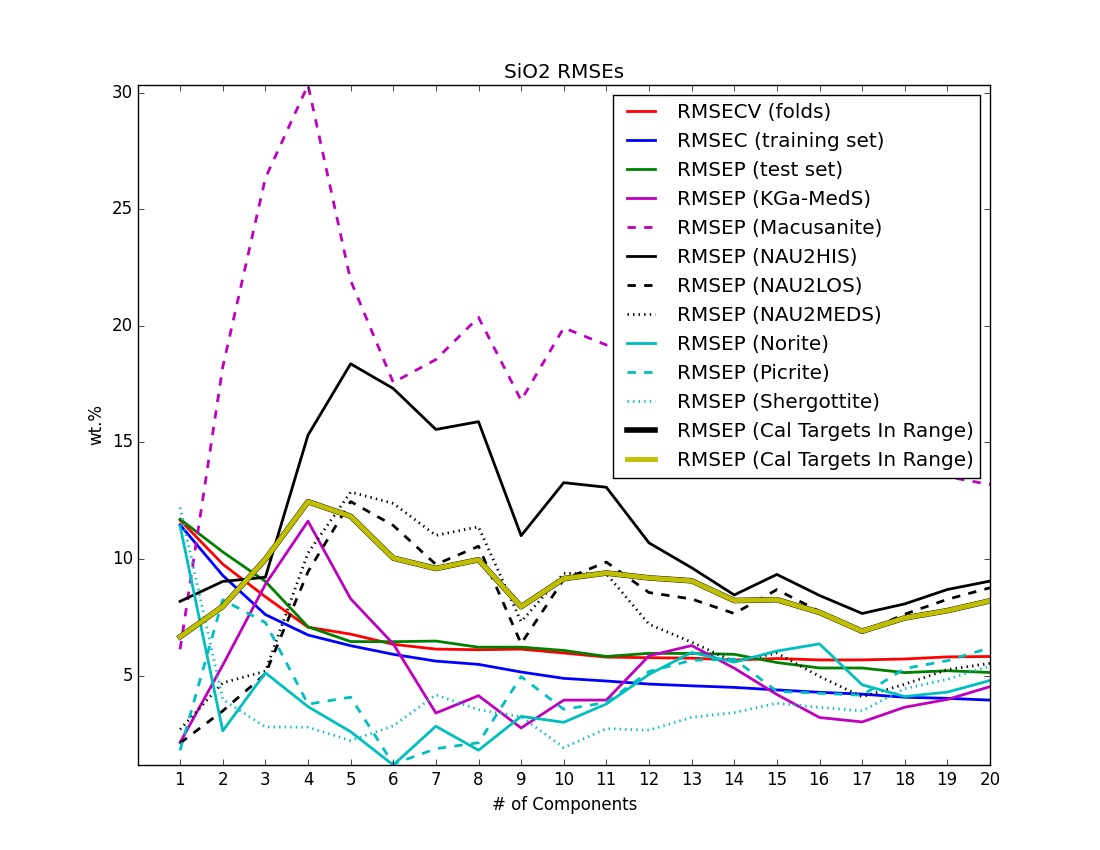 SiO2 RMSEs
30
25
20
15
10
5
wt.%
RMSECV (folds)
RMSEC (training set)
RMSEP (test set)
RMSEP (KGa-MedS)
RMSEP (Macusanite)
RMSEP (NAU2HIS)
RMSEP (NAU2LOS)
RMSEP (NAU2MEDS)
RMSEP (Norite)
RMSEP (Picrite)
RMSEP (Shergottite)
RMSEP (Cal Targets In Range)
RMSEP (Cal Targets In Range)
1 2 3 4 5 6 7 8 9 10 11 12 13 14 15 16 17 18 19 20
# of Components